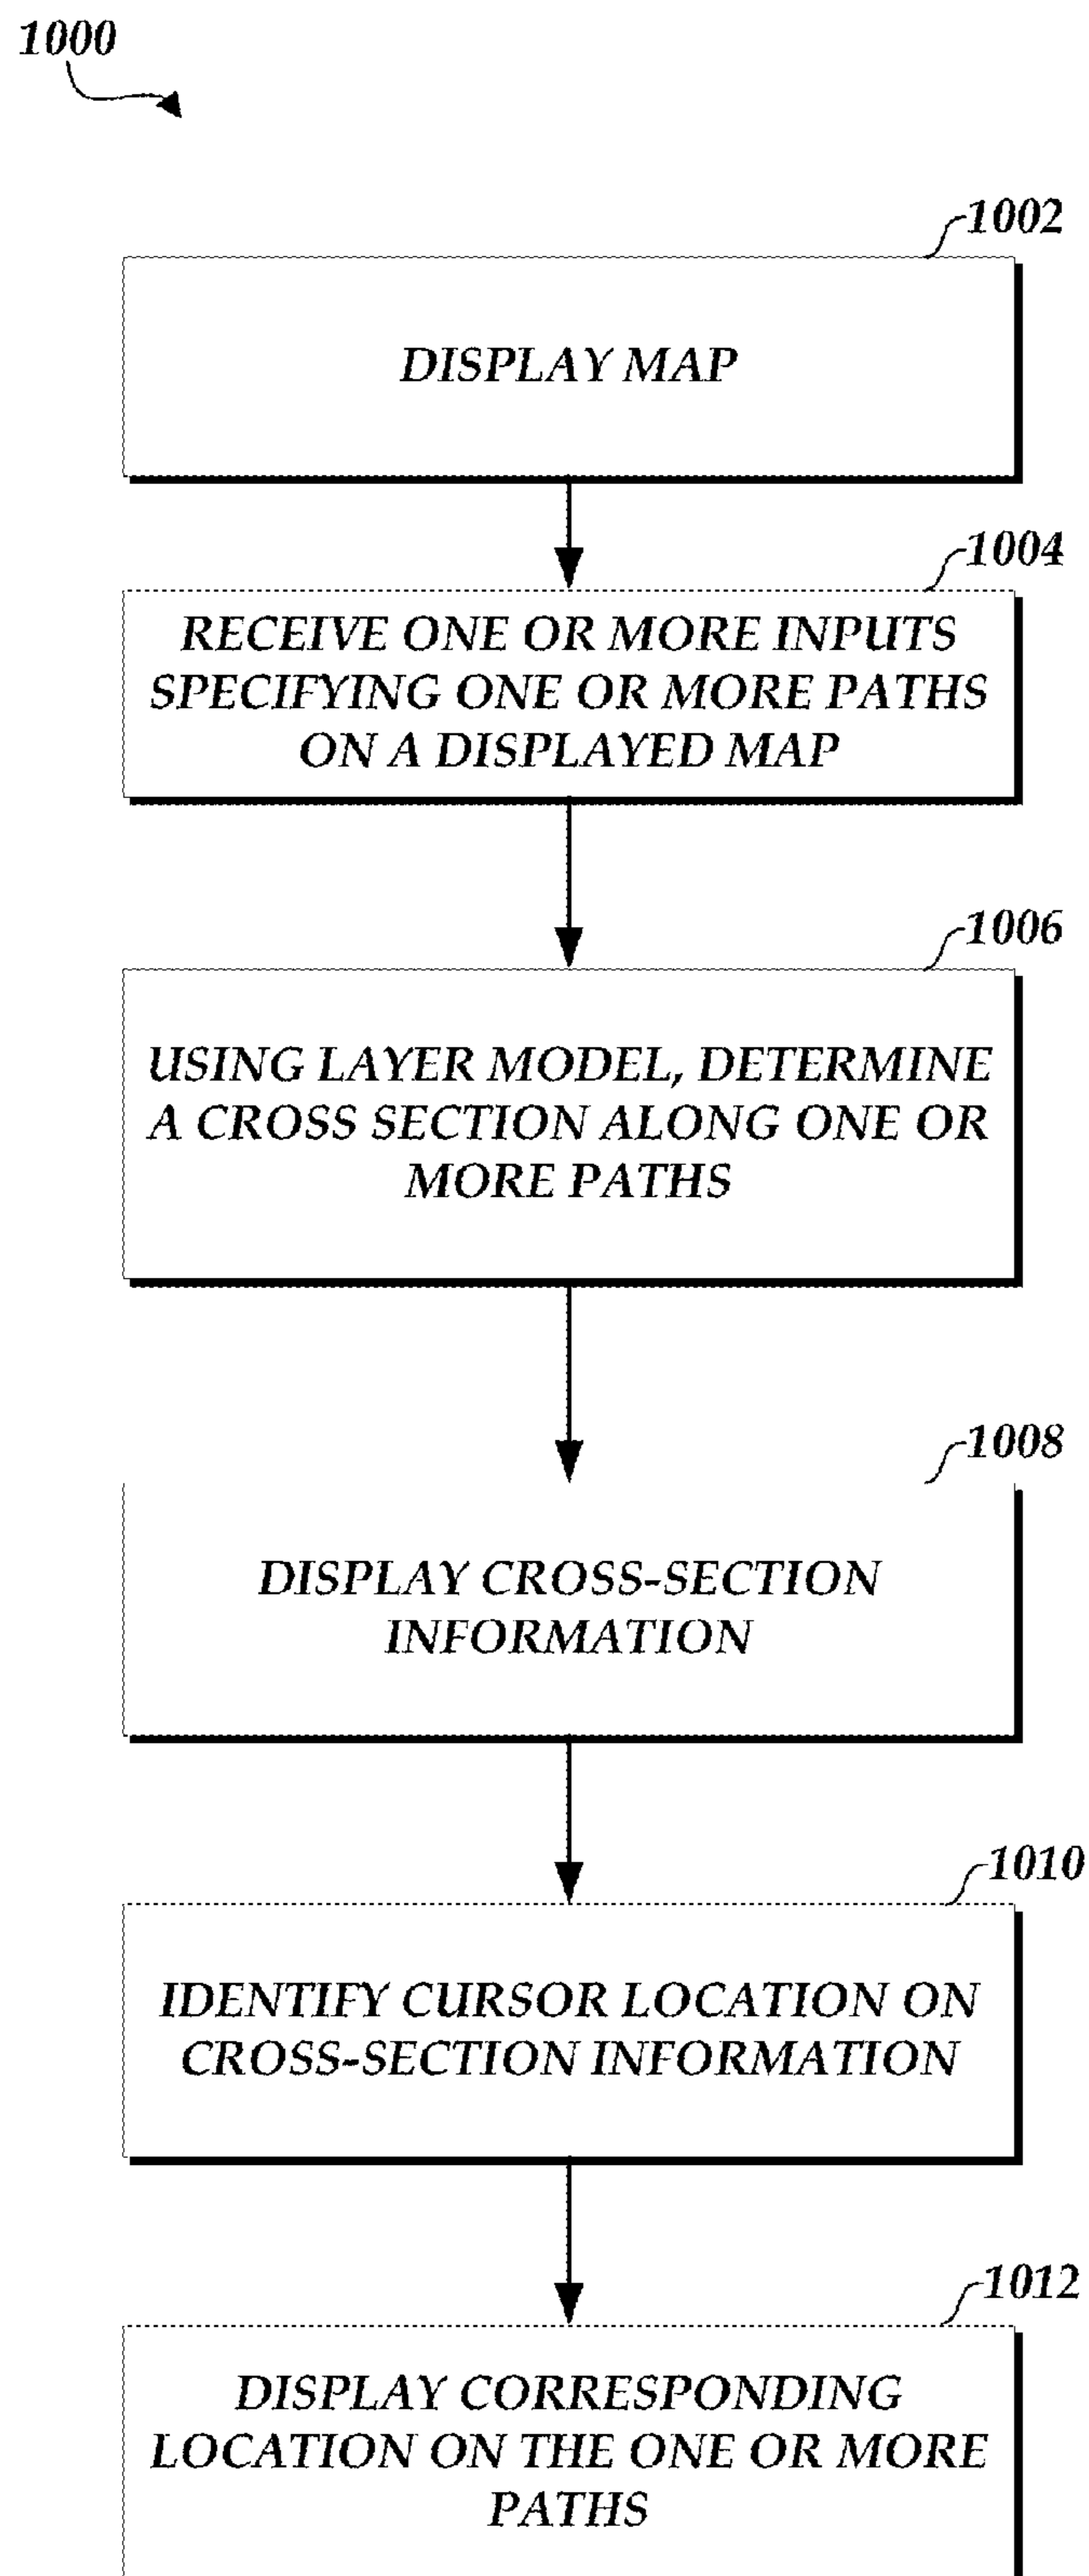 1000
1002
DISPLAY MAP
1004
RECEIVE ONE OR MORE INPUTS
SPECIFYING ONE OR MORE PATHS
ON A DISPLAYED MAP
1006
USING LAYER MODEL, DETERMINE
A CROSS SECTION ALONG ONE OR
MORE PATHS
1008
DISPLAY CROSS-SECTION
INFORMATION
1010
IDENTIFY CURSOR LOCATION ON
CROSS-SECTION INFORMATION
1012
DISPLAY CORRESPONDING
LOCATION ON THE ONE OR MORE
PATHS